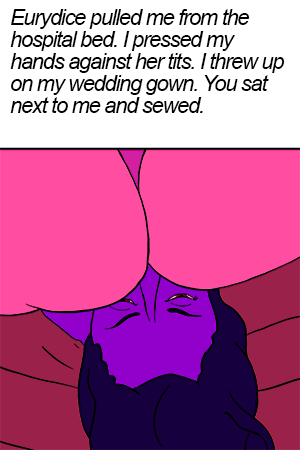 Eurydice pulled me from the
hospital bed. I pressed my
hands against her tits. I threw up
on my wedding gown. You sat
next to me and sewed.